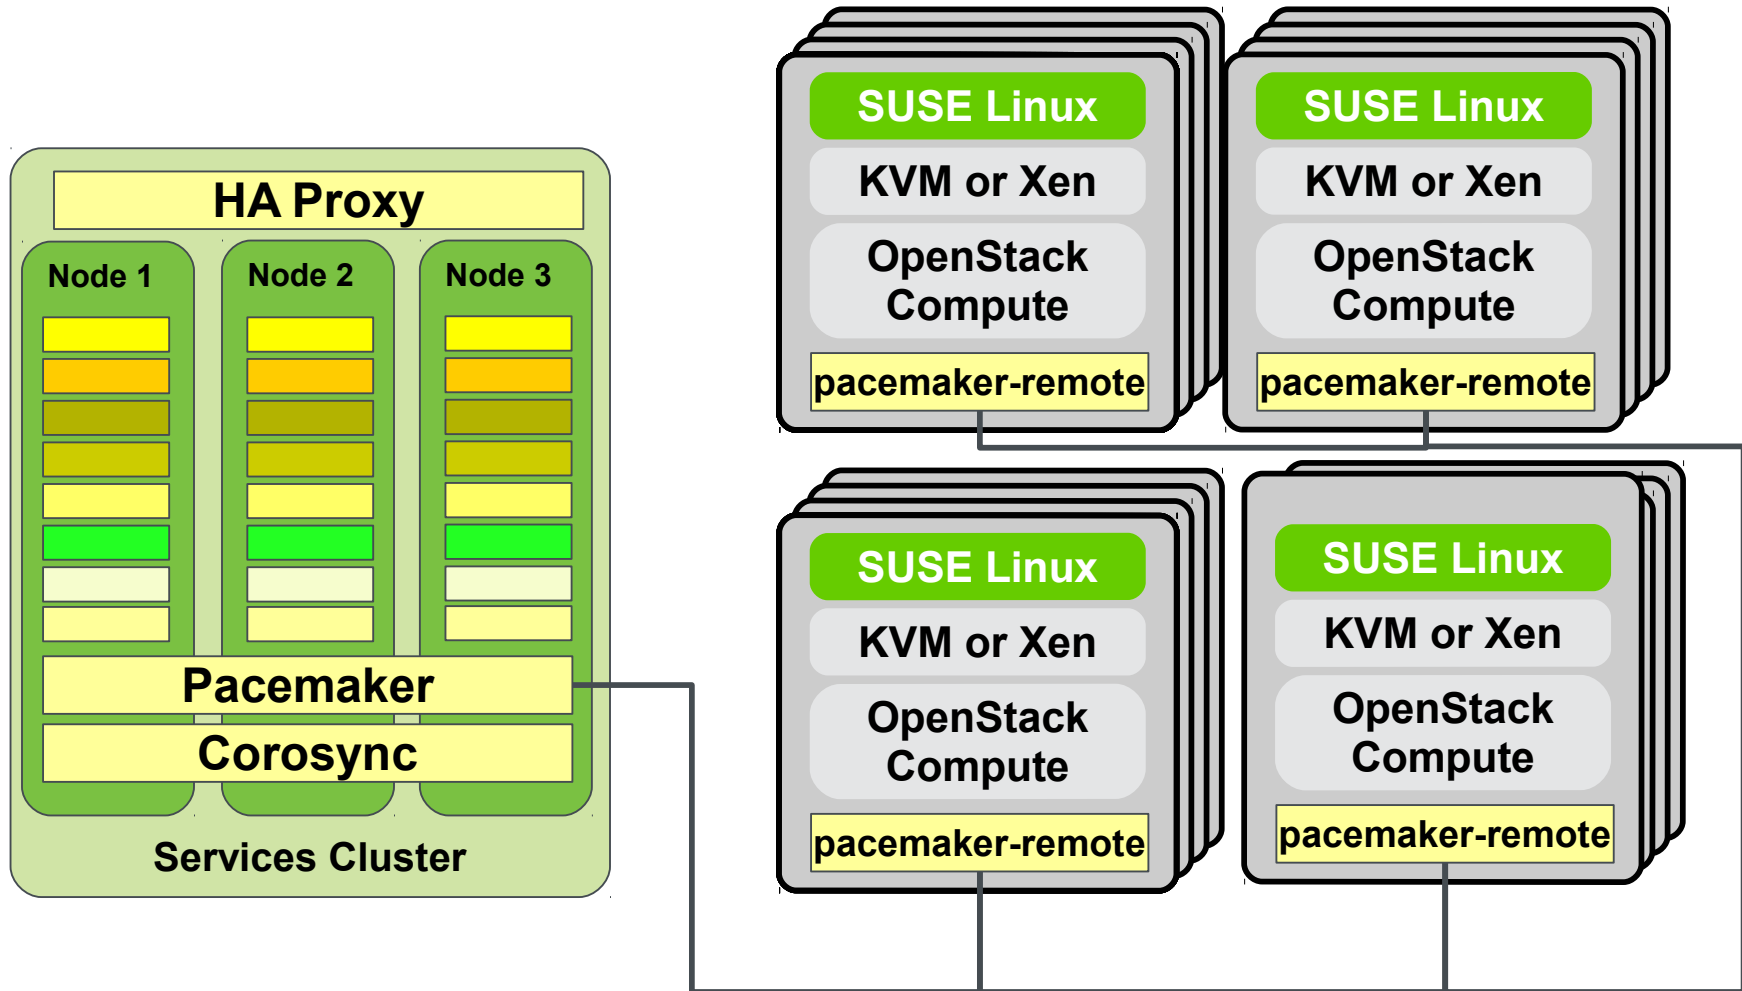 HA Proxy
Node 1
Node 2
Node 3
Pacemaker
Corosync
Services Cluster
SUSE Linux
KVM or Xen
OpenStack
Compute
pacemaker-remote
SUSE Linux
KVM or Xen
OpenStack
Compute
pacemaker-remote
SUSE Linux
KVM or Xen
OpenStack
Compute
pacemaker-remote
SUSE Linux
KVM or Xen
OpenStack
Compute
pacemaker-remote